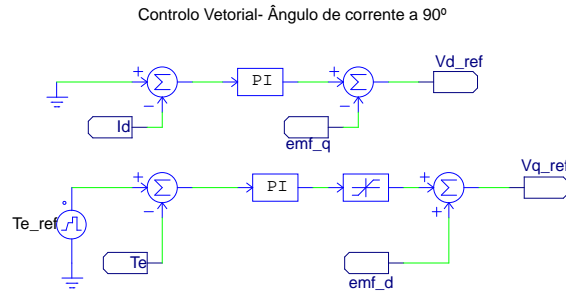 Controlo Vetorial- Ângulo de corrente a 90º
Vd_ref
PI
Id
emf_q
Vq_ref
PI
Te_ref
Te
emf_d